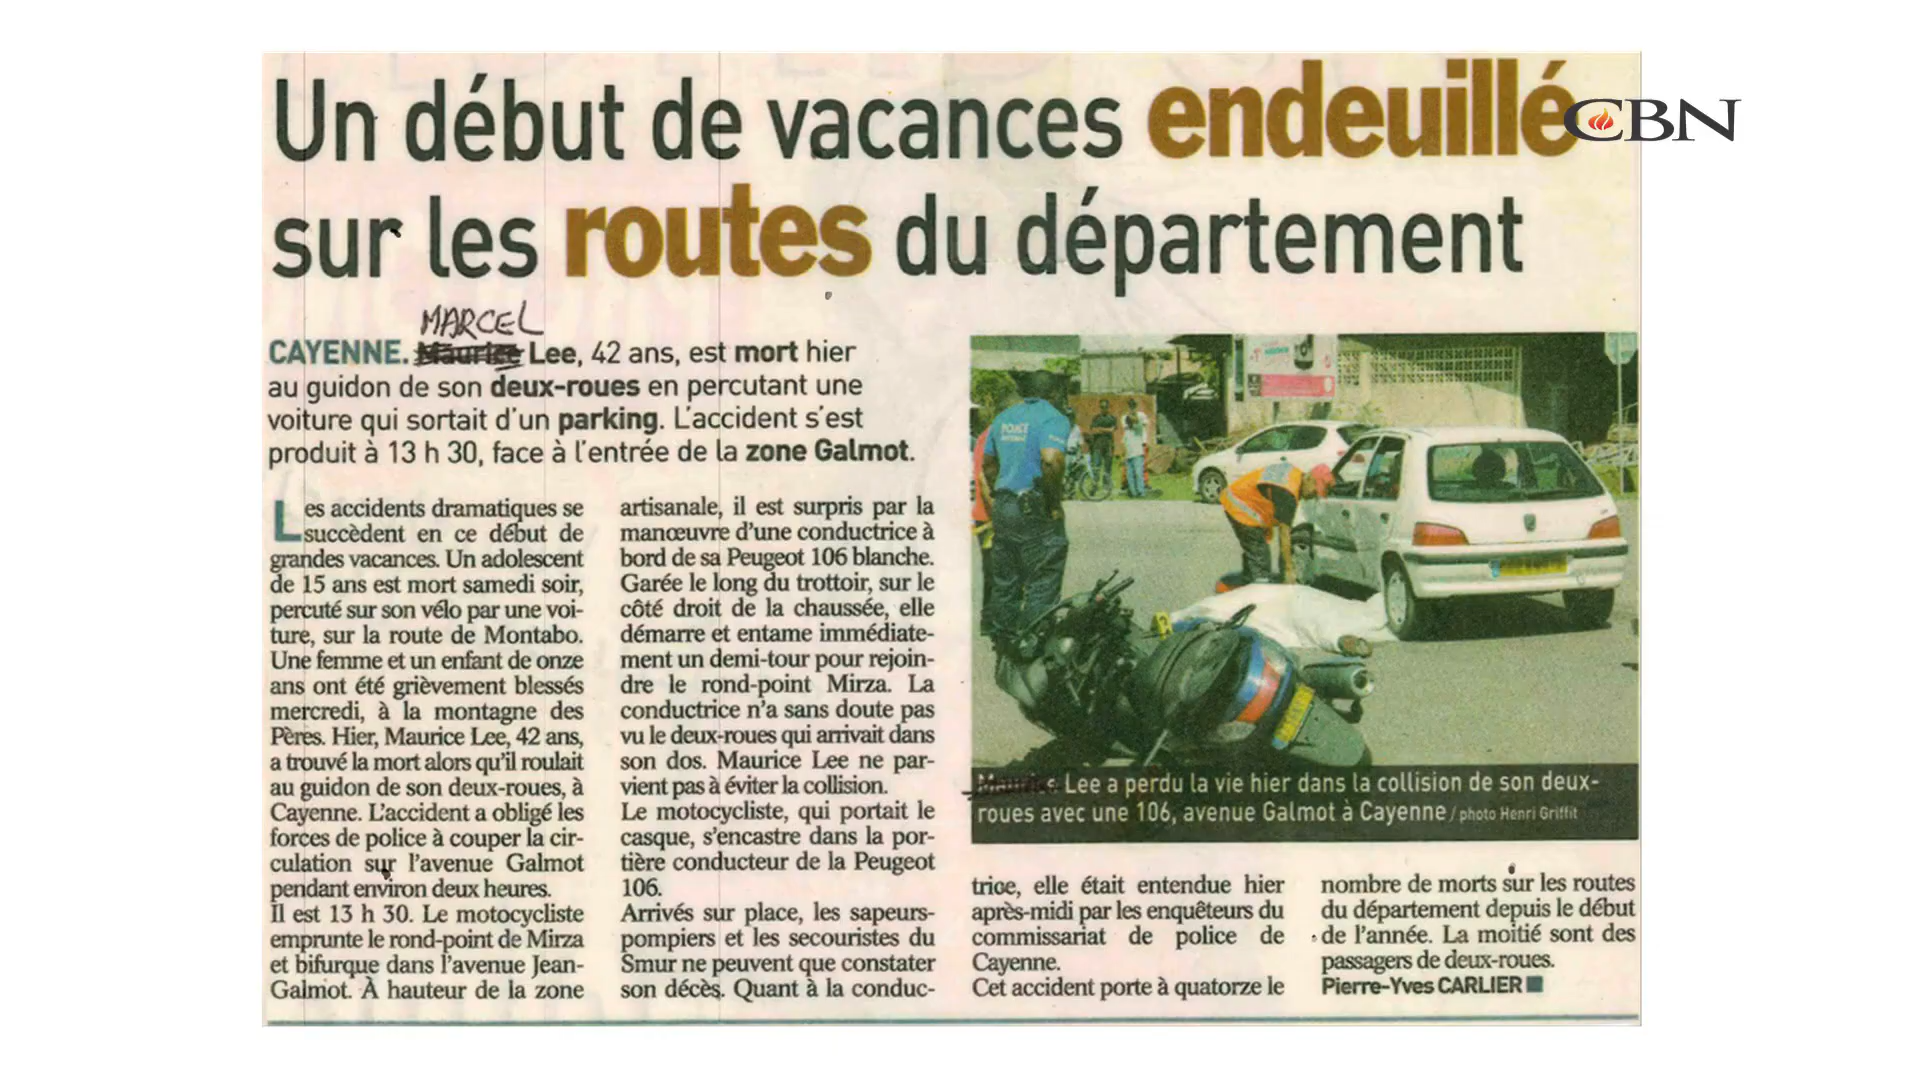 CBN
Un début de vacances endeuillé
sur les routes du département
MARCEL
CAYENNE. Maurice Lee, 42 ans, est mort hier
au guidon de son deux-roues en percutant une
voiture qui sortait d'un parking. L'accident s'est
produit à 13 h 30, face à l'entrée de la zone Galmot.
Les accidents dramatiques se
succèdent en ce début de
grandes vacances. Un adolescent
de 15 ans est mort samedi soir,
percuté sur son vélo par une voi-
ture, sur la route de Montabo.
Une femme et un enfant de onze
ans ont été grièvement blessés
mercredi, à la montagne des
Pères. Hier, Maurice Lee, 42 ans,
a trouvé la mort alors qu'il roulait
au guidon de son deux-roues, à
Cayenne. L'accident a obligé les
forces de police à couper la cir-
culation sur l'avenue Galmot
pendant environ deux heures.
Il est 13 h 30. Le motocycliste
emprunte le rond-point de Mirza
et bifurque dans l'avenue Jean-
Galmot. À hauteur de la zone
artisanale, il est surpris par la
manœuvre d'une conductrice à
bord de sa Peugeot 106 blanche.
Garée le long du trottoir, sur le
côté droit de la chaussée, elle
démarre et entame immédiate-
ment un demi-tour pour rejoin-
dre le rond-point Mirza. La
conductrice n'a sans doute pas
vu le deux-roues qui arrivait dans
son dos. Maurice Lee ne par-
vient pas à éviter la collision.
Le motocycliste, qui portait le
casque, s'encastre dans la por-
tière conducteur de la Peugeot
106.
Arrivés sur place, les sapeurs-
pompiers et les secouristes du
Smur ne peuvent que constater
son décès. Quant à la conduc-
POLICE
Maurice Lee a perdu la vie hier dans la collision de son deux-
roues avec une 106, avenue Galmot à Cayenne / photo Henri Griffit
trice, elle était entendue hier
après-midi par les enquêteurs du
commissariat de police de
Cayenne.
Cet accident porte à quatorze le
nombre de morts sur les routes
du département depuis le début
de l'année. La moitié sont des
passagers de deux-roues.
Pierre-Yves CARLIER